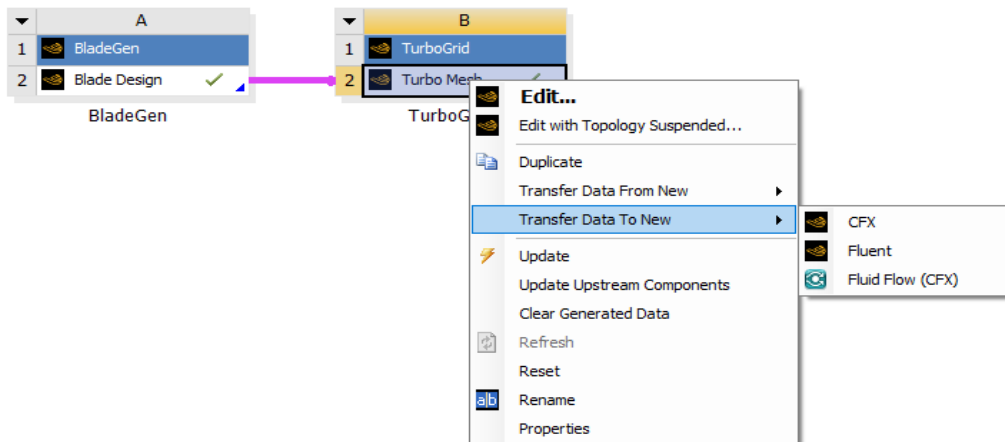 A
1 BladeGen
2 Blade Design
BladeGen
B
1 TurboGrid
2 Turbo Mesh
TurboG
Edit...
Edit with Topology Suspended...
Duplicate
Transfer Data From New
Transfer Data To New
Update
Update Upstream Components
Clear Generated Data
Refresh
Reset
a|b Rename
Properties
CFX
Fluent
Fluid Flow (CFX)